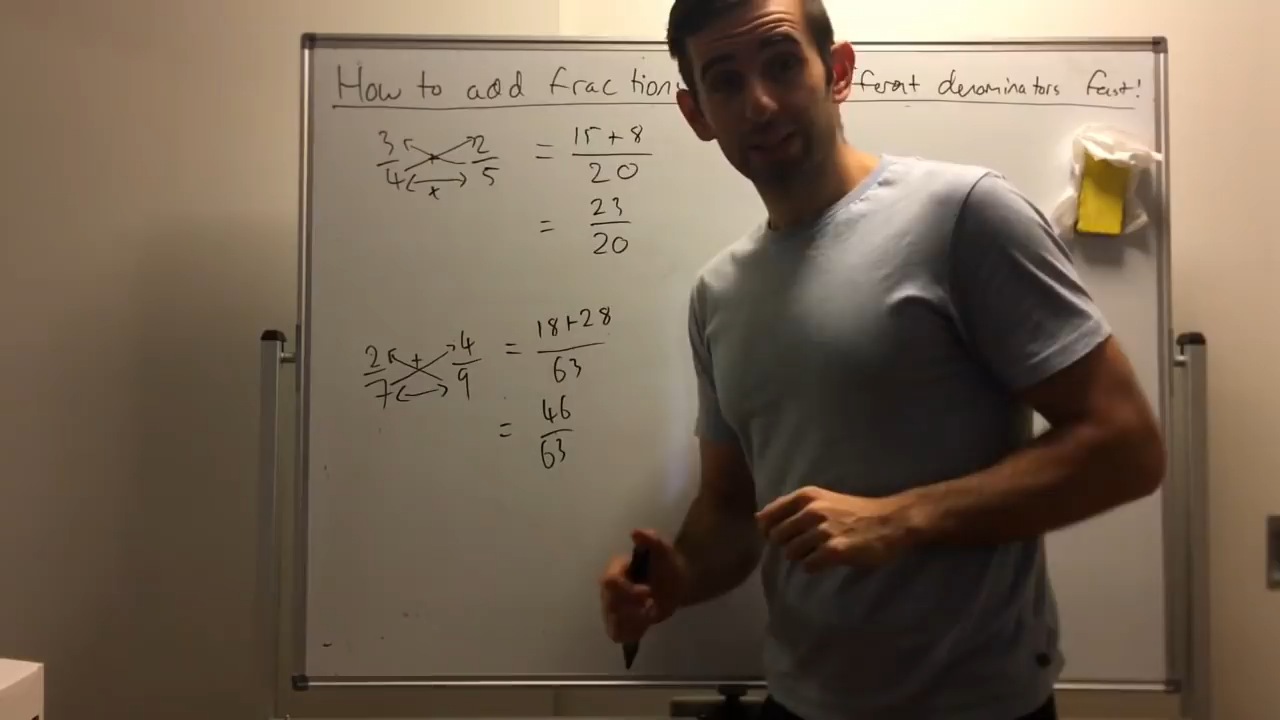 How to add fraction ferent denominators fast!
3/4 + 2/5 = 15+8/20
x
= 23/20
2/7 + 4/9 = 18+28/63
= 46/63